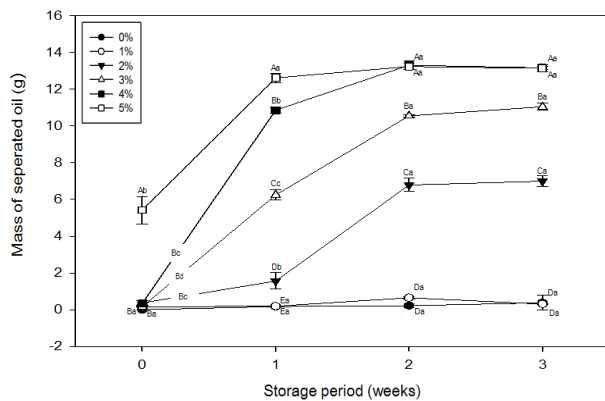 16
14
12
10
8
6
4
2
0
-2
Mass of seperated oil (g)
0%
1%
2%
3%
4%
5%
Ab
Aa
Bb
Cc
Db
Ea
Ea
Aa
Aa
Ba
Ca
Da
Da
Aa
Aa
Ba
Ca
Da
Da
Bc
Bd
Bc
Ba
Ba
0 1 2 3
Storage period (weeks)